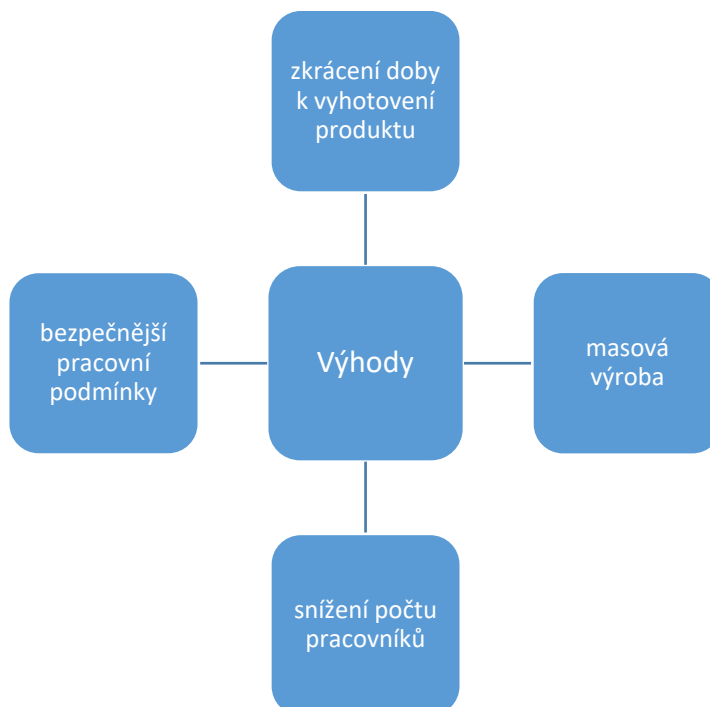 zkrácení doby
k vyhotovení
produktu
bezpečnější
pracovní
podmínky
Výhody
masová
výroba
snížení počtu
pracovníků